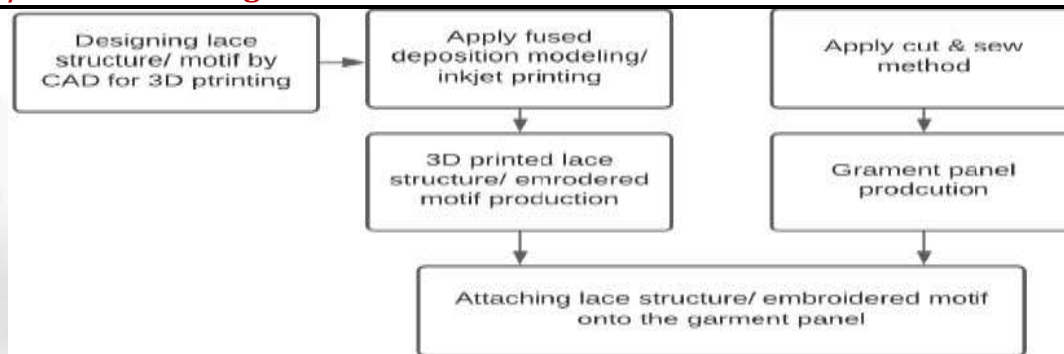 Designing lace
structure/ motif by
CAD for 3D ptrinting
Apply fused
deposition modeling/
inkjet printing
Apply cut & sew
method
3D printed lace
structure/ emrodered
motif production
Grament panel
prodcution
Attaching lace structure/ embroidered motif
onto the garment panel